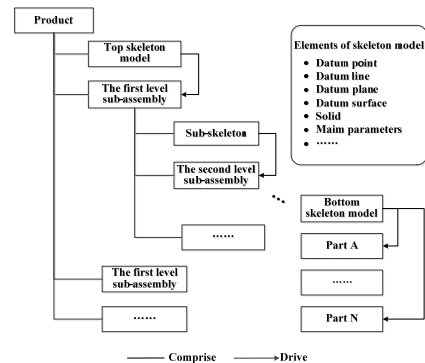 Product
Top skeleton
model
The first level
sub-assembly
Sub-skeleton
The second level
sub-assembly
……
The first level
sub-assembly
……
Elements of skeleton model
• Datum point
• Datum line
• Datum plane
• Datum surface
• Solid
• Maim parameters
• ……
Bottom
skeleton model
Part A
……
Part N
Comprise
Drive